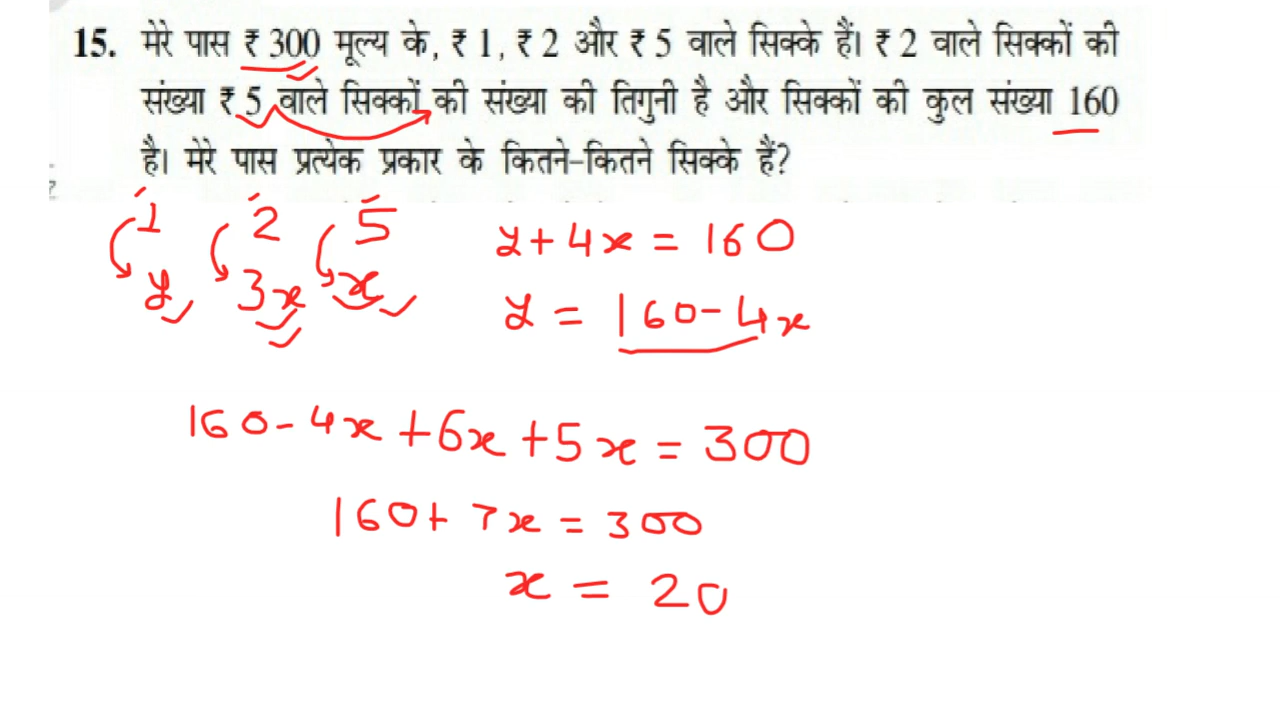 15. मेरे पास ₹ 300 मूल्य के, ₹ 1, ₹ 2 और ₹ 5 वाले सिक्के हैं। ₹ 2 वाले सिक्कों की
संख्या ₹ 5 वाले सिक्कों की संख्या की तिगुनी है और सिक्कों की कुल संख्या 160
है। मेरे पास प्रत्येक प्रकार के कितने-कितने सिक्के हैं?
1 2 5
y 3x x
y + 4x = 160
y = 160 - 4x
160 - 4x + 6x + 5x = 300
160 + 7x = 300
x = 20